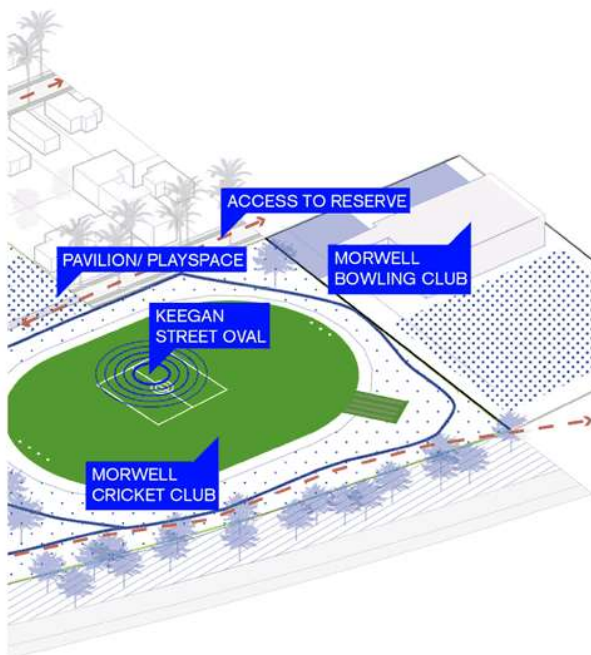 ACCESS TO RESERVE
PAVILION/ PLAYSPACE
MORWELL
BOWLING CLUB
KEEGAN
STREET OVAL
MORWELL
CRICKET CLUB